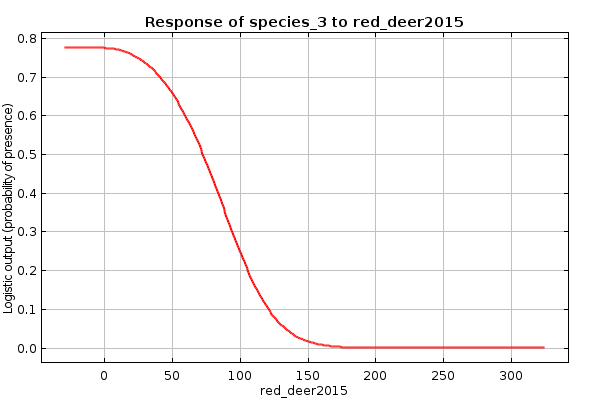 Response of species_3 to red_deer2015
Logistic output (probability of presence)
0.8
0.7
0.6
0.5
0.4
0.3
0.2
0.1
0.0
0 50 100 150 200 250 300
red_deer2015